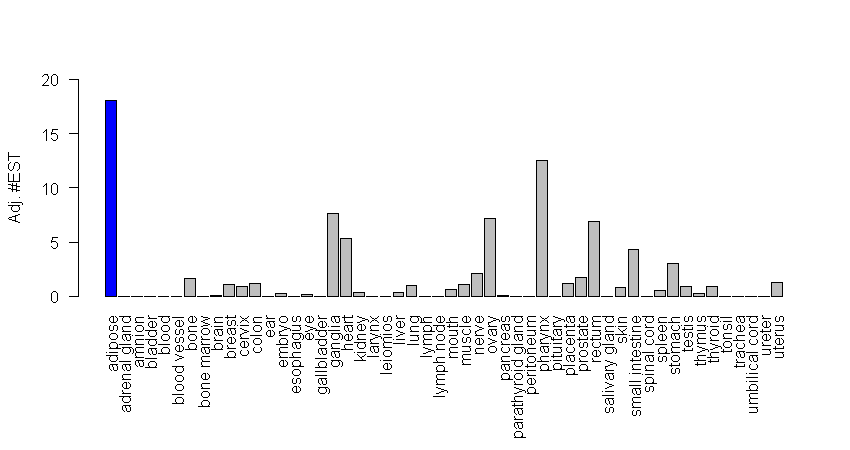 Adj. #EST
20
15
10
5
0
adipose
adrenal gland
amnion
bladder
blood
blood vessel
bone
bone marrow
brain
breast
cervix
colon
ear
embryo
esophagus
eye
gallbladder
ganglia
heart
kidney
larynx
leiomios
liver
lung
lymph
lymph node
mouth
muscle
nerve
ovary
pancreas
parathyroid gland
peritoneum
pharynx
pituitary
placenta
prostate
rectum
salivary gland
skin
small intestine
spinal cord
spleen
stomach
testis
thymus
thyroid
tonsil
trachea
umbilical cord
ureter
uterus